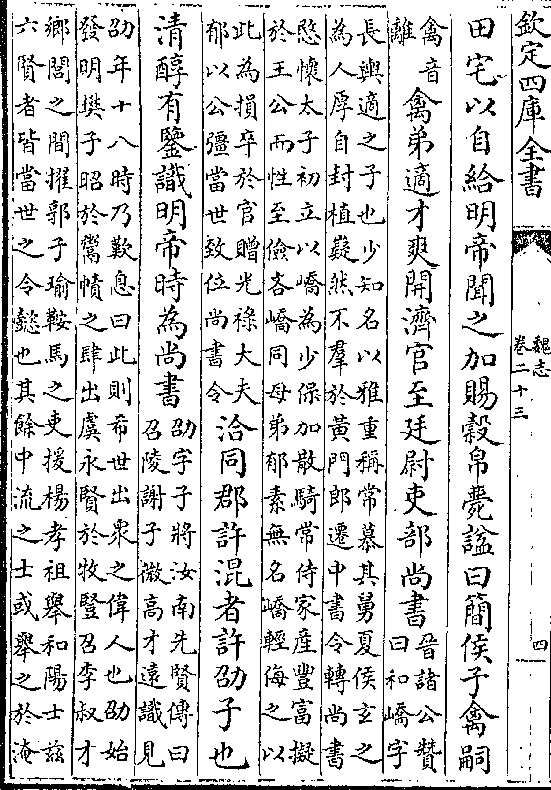 欽定四庫全書
魏志
卷二十三
四
田宅以自給明帝聞之加賜穀帛薨諡曰簡侯子禽嗣
禽音
離
禽弟適才爽開濟官至廷尉吏部尚書
晉諸公贊
曰和嶠字
長輿適之子也少知名以雅重稱常慕其舅夏侯玄之
為人厚自封植嶷然不羣於黃門郎遷中書令轉尚書
愍懷太子初立以嶠為少保加散騎常侍家産豐富擬
於王公而性至儉吝嶠同母弟郁素無名嶠輕侮之以
此為損卒於官贈光祿大夫
郁以公彊當世致位尚書令
洽同郡許混者許劭子也
清醇有鑒識明帝時為尚書
劭字子將汝南先賢傳曰
召陵謝子微高才遠識見
劭年十八時乃歎息曰此則希世出衆之偉人也劭始
發明樊子昭於鬻幘之肆出虞永賢於牧豎召李叔才
鄉閭之間擢郭子瑜鞍馬之吏援楊孝祖舉和陽士玆
六賢者皆當世之令懿也其餘中流之士或舉之於淹